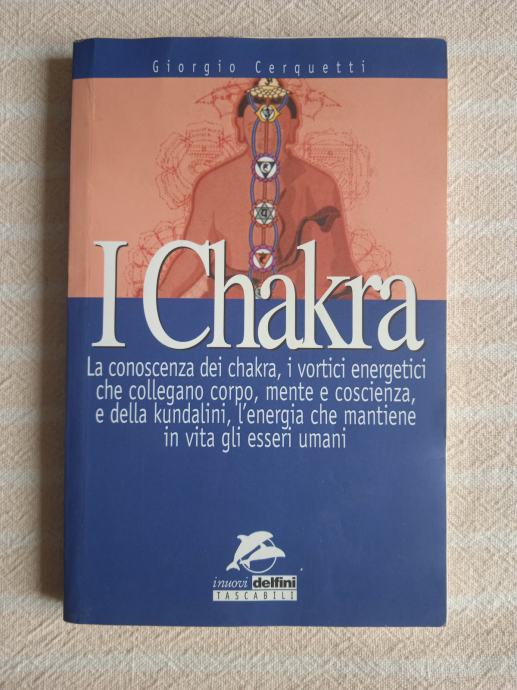 Giorgio Cerquetti
I Chakra
La conoscenza dei chakra, i vortici energetici
che collegano corpo, mente e coscienza,
e della kundalini, l'energia che mantiene
in vita gli esseri umani
i nuovi delfini
TASCABILI